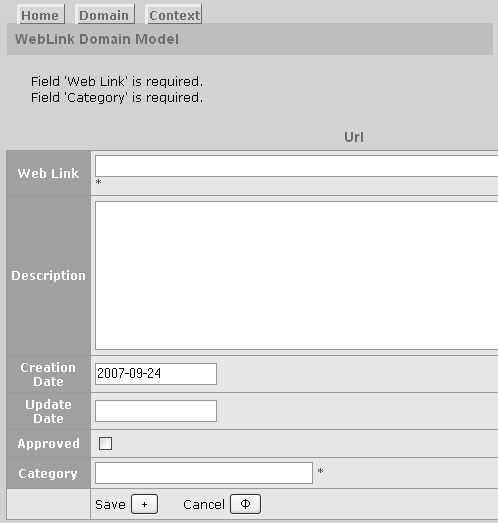 Home Domain Context
WebLink Domain Model
Field 'Web Link' is required.
Field 'Category' is required.
Url
Web Link
*
Description
Creation
Date
2007-09-24
Update
Date
Approved
Category *
Save + Cancel Φ